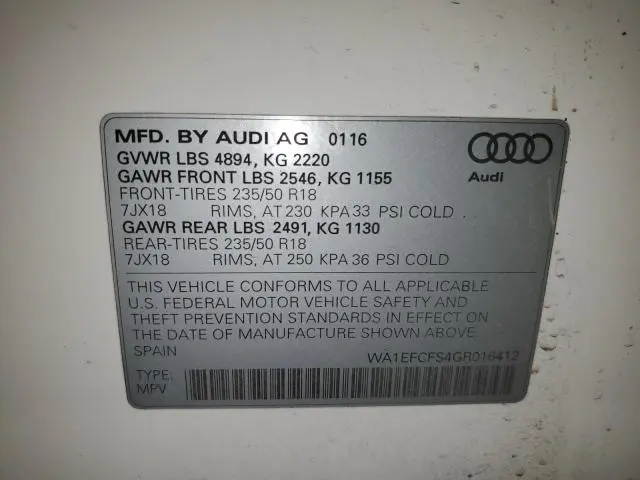 MFD. BY AUDI AG 0116
GVWR LBS 4894, KG 2220
GAWR FRONT LBS 2546, KG 1155
FRONT-TIRES 235/50 R18
7JX18 RIMS, AT 230 KPA 33 PSI COLD
GAWR REAR LBS 2491, KG 1130
REAR-TIRES 235/50 R18
7JX18 RIMS, AT 250 KPA 36 PSI COLD
Audi
THIS VEHICLE CONFORMS TO ALL APPLICABLE
U.S. FEDERAL MOTOR VEHICLE SAFETY AND
THEFT PREVENTION STANDARDS IN EFFECT ON
THE DATE OF MANUFACTURE SHOWN ABOVE.
SPAIN WA1EFCFS4GR016412
TYPE:
MPV